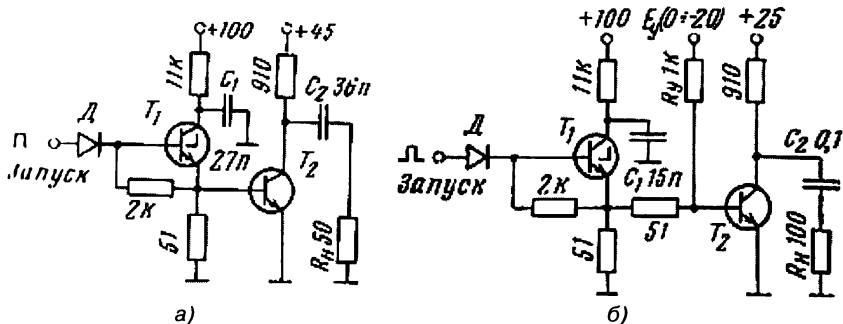 +100
+45
11к
C₁
910
C₂ 36п
T₁
Д
Запуск
27п
T₂
2к
51
Rн 50
а)
+100
Eу(0÷-20)
+25
11к
Rу 1к
910
T₁
Д
C₂ 0,1
Запуск
C₁ 15п
2к
51
T₂
51
Rн 100
б)